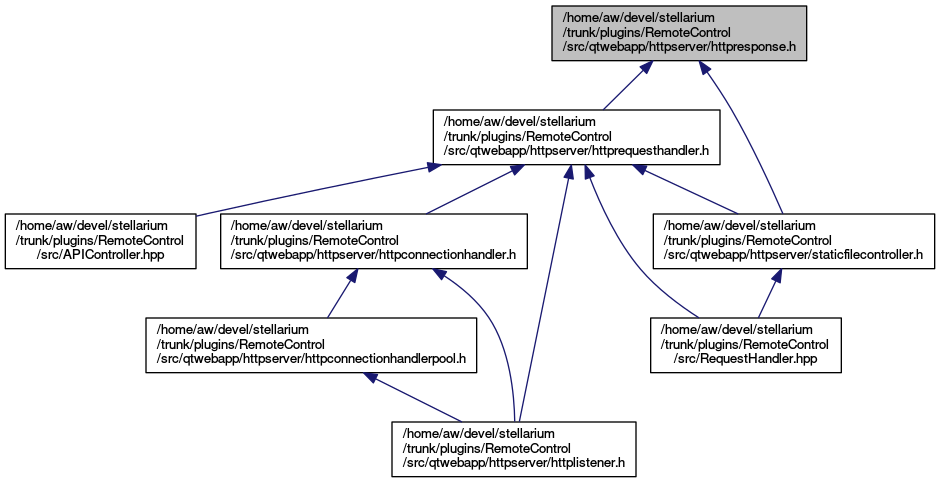 /home/aw/devel/stellarium
/trunk/plugins/RemoteControl
/src/qtwebapp/httpserver/httpresponse.h
/home/aw/devel/stellarium
/trunk/plugins/RemoteControl
/src/qtwebapp/httpserver/httprequesthandler.h
/home/aw/devel/stellarium
/trunk/plugins/RemoteControl
/src/APIController.hpp
/home/aw/devel/stellarium
/trunk/plugins/RemoteControl
/src/qtwebapp/httpserver/httpconnectionhandler.h
/home/aw/devel/stellarium
/trunk/plugins/RemoteControl
/src/qtwebapp/httpserver/staticfilecontroller.h
/home/aw/devel/stellarium
/trunk/plugins/RemoteControl
/src/qtwebapp/httpserver/httpconnectionhandlerpool.h
/home/aw/devel/stellarium
/trunk/plugins/RemoteControl
/src/RequestHandler.hpp
/home/aw/devel/stellarium
/trunk/plugins/RemoteControl
/src/qtwebapp/httpserver/httplistener.h